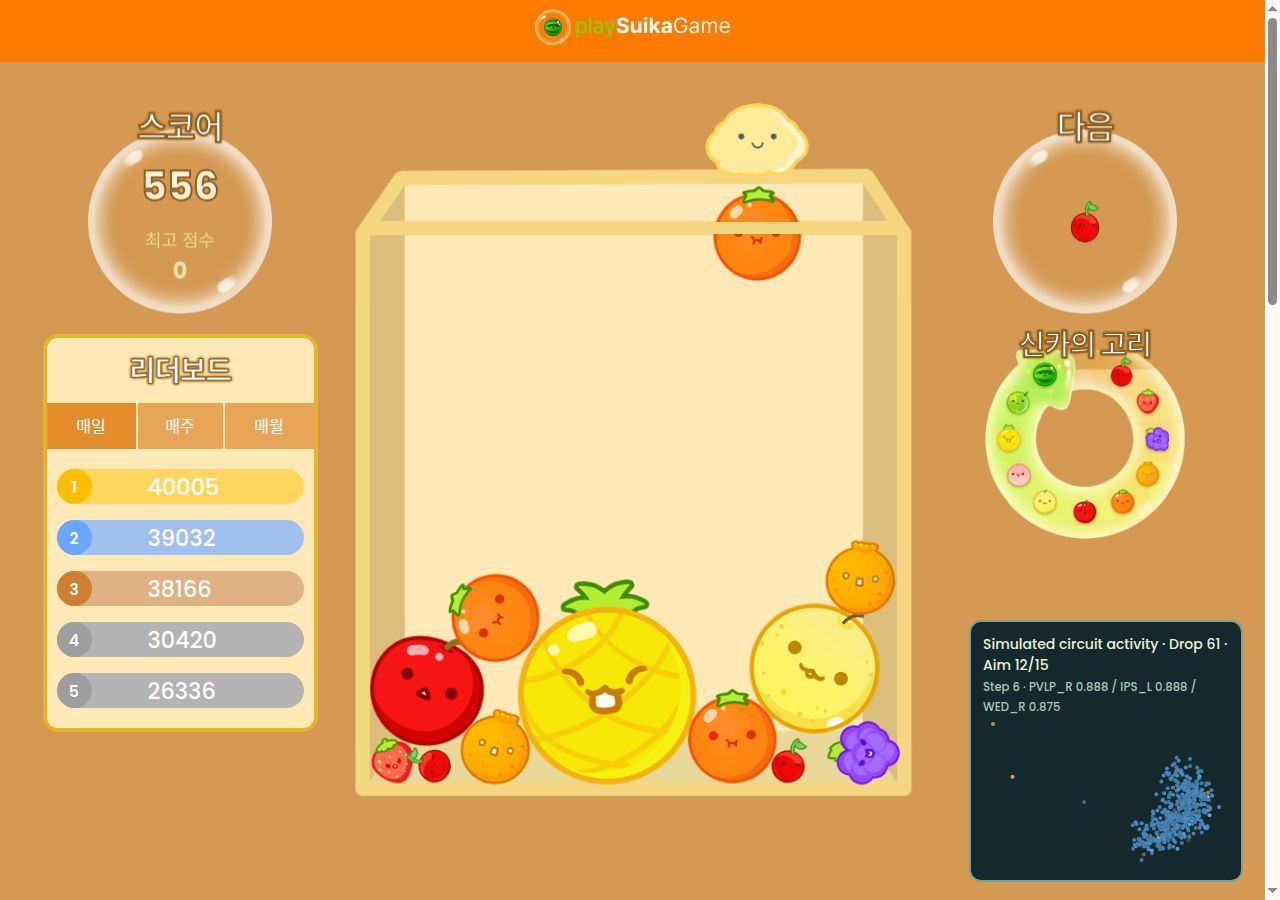 playSuikaGame
스코어
556
최고 점수
0
리더보드
매일 매주 매월
1 40005
2 39032
3 38166
4 30420
5 26336
다음
신카의 고리
Simulated circuit activity · Drop 61 ·
Aim 12/15
Step 6 · PVLP_R 0.888 / IPS_L 0.888 /
WED_R 0.875